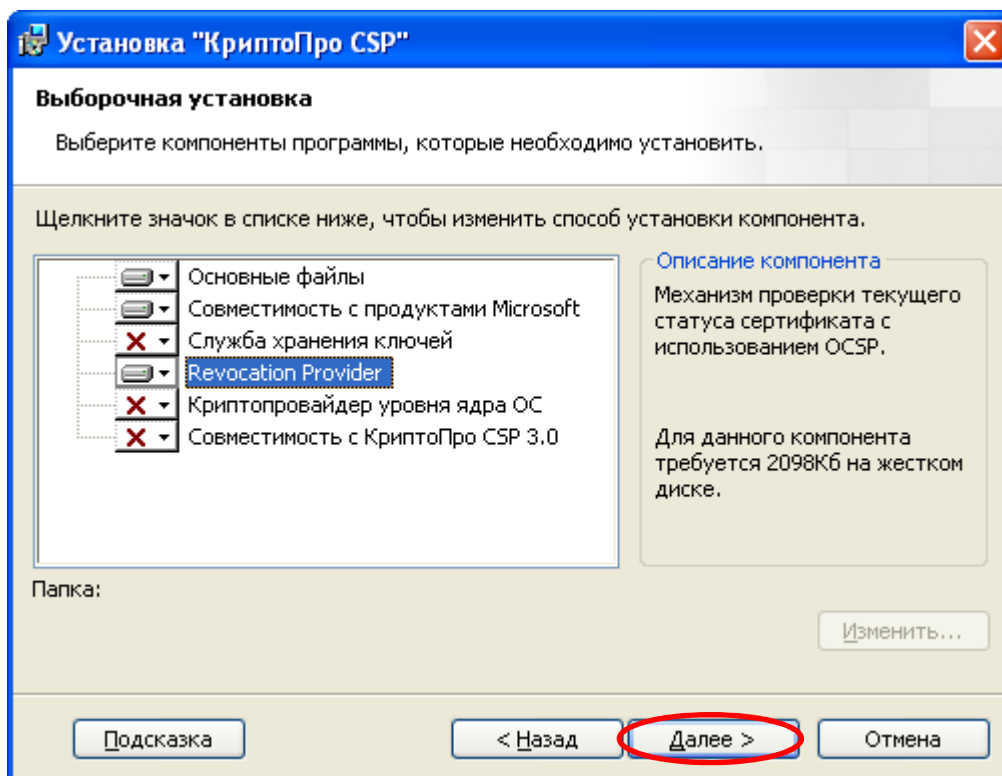 Установка "КриптоПро CSP"
Выборочная установка
Выберите компоненты программы, которые необходимо установить.
Щелкните значок в списке ниже, чтобы изменить способ установки компонента.
Основные файлы
Совместимость с продуктами Microsoft
Служба хранения ключей
Revocation Provider
Криптопровайдер уровня ядра ОС
Совместимость с КриптоПро CSP 3.0
Описание компонента
Механизм проверки текущего
статуса сертификата с
использованием OCSP.
Для данного компонента
требуется 2098Кб на жестком
диске.
Папка:
Изменить...
Подсказка
< Назад
Далее >
Отмена